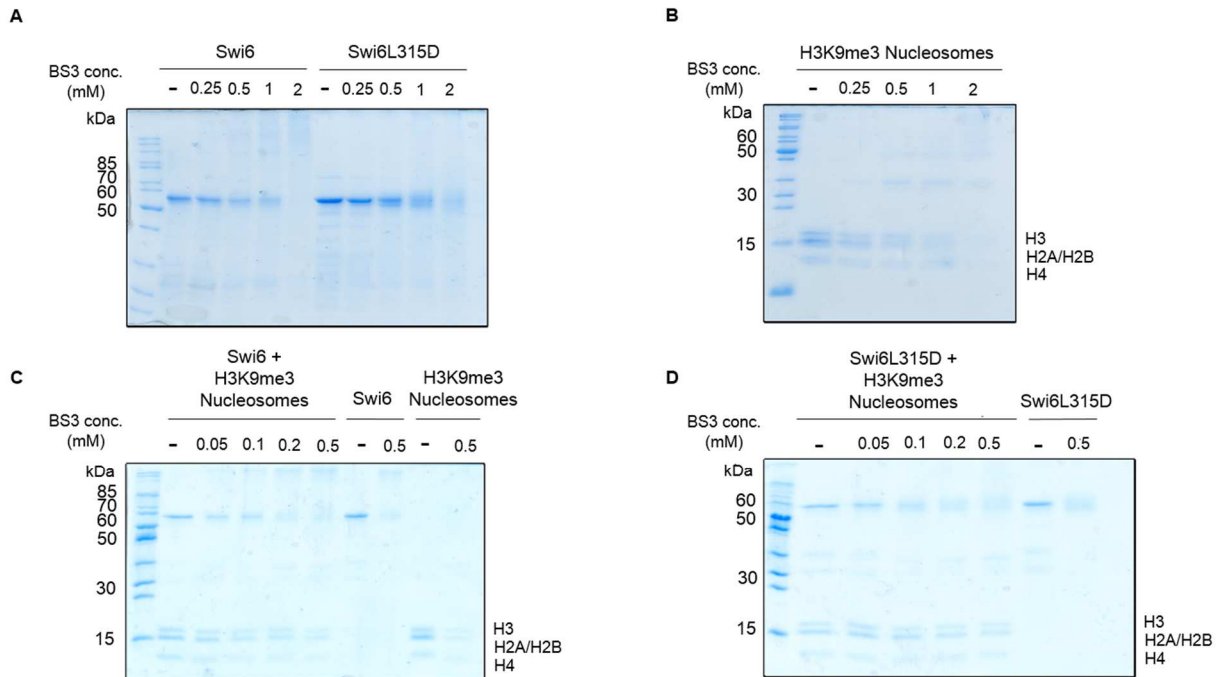 A
Swi6 Swi6L315D
BS3 conc.
(mM)
- 0.25 0.5 1 2 - 0.25 0.5 1 2
kDa
85
70
60
50
B
H3K9me3 Nucleosomes
BS3 conc.
(mM)
- 0.25 0.5 1 2
kDa
60
50
30
15
H3
H2A/H2B
H4
C
Swi6 +
H3K9me3
Nucleosomes
Swi6
H3K9me3
Nucleosomes
BS3 conc.
(mM)
- 0.05 0.1 0.2 0.5 - 0.5 - 0.5
kDa
85
70
60
50
30
15
H3
H2A/H2B
H4
D
Swi6L315D +
H3K9me3
Nucleosomes
Swi6L315D
BS3 conc.
(mM)
- 0.05 0.1 0.2 0.5 - 0.5
kDa
60
50
30
15
H3
H2A/H2B
H4